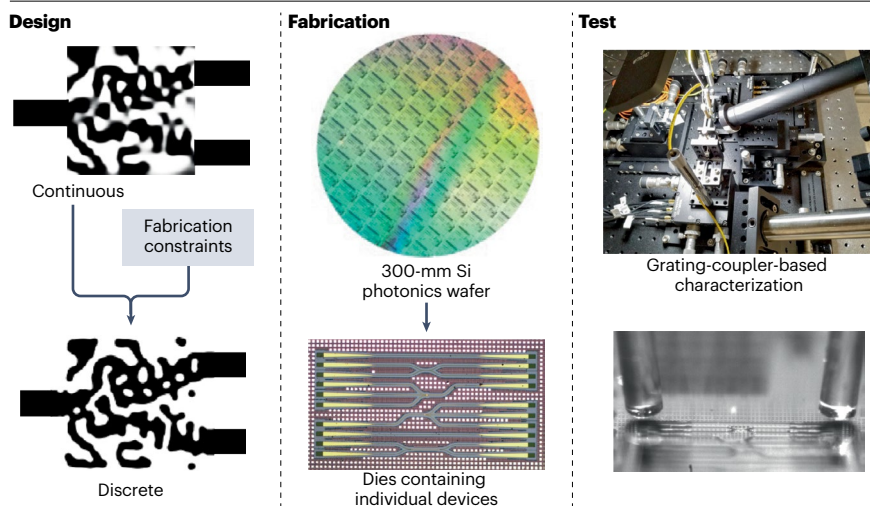 Design
Continuous
Fabrication
constraints
Discrete
Fabrication
300-mm Si
photonics wafer
Dies containing
individual devices
Test
Grating-coupler-based
characterization